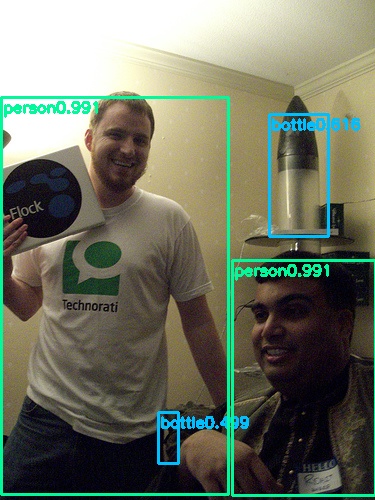 person0.991
bottle0.616
Flock
Technorati
person0.991
bottle0.499
HELLO